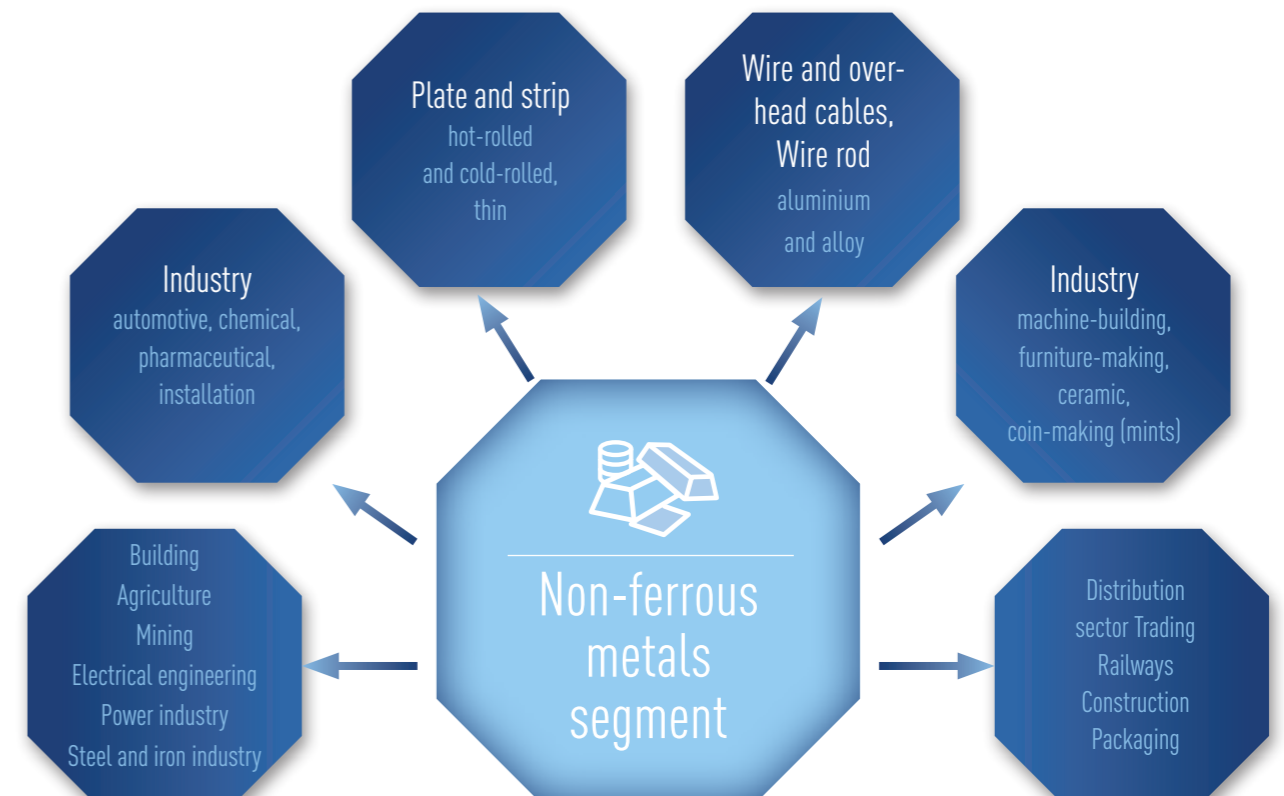 Plate and strip
hot-rolled
and cold-rolled,
thin
Wire and over-
head cables,
Wire rod
aluminium
and alloy
Industry
automotive, chemical,
pharmaceutical,
installation
Industry
machine-building,
furniture-making,
ceramic,
coin-making (mints)
Building
Agriculture
Mining
Electrical engineering
Power industry
Steel and iron industry
Non-ferrous
metals
segment
Distribution
sector Trading
Railways
Construction
Packaging